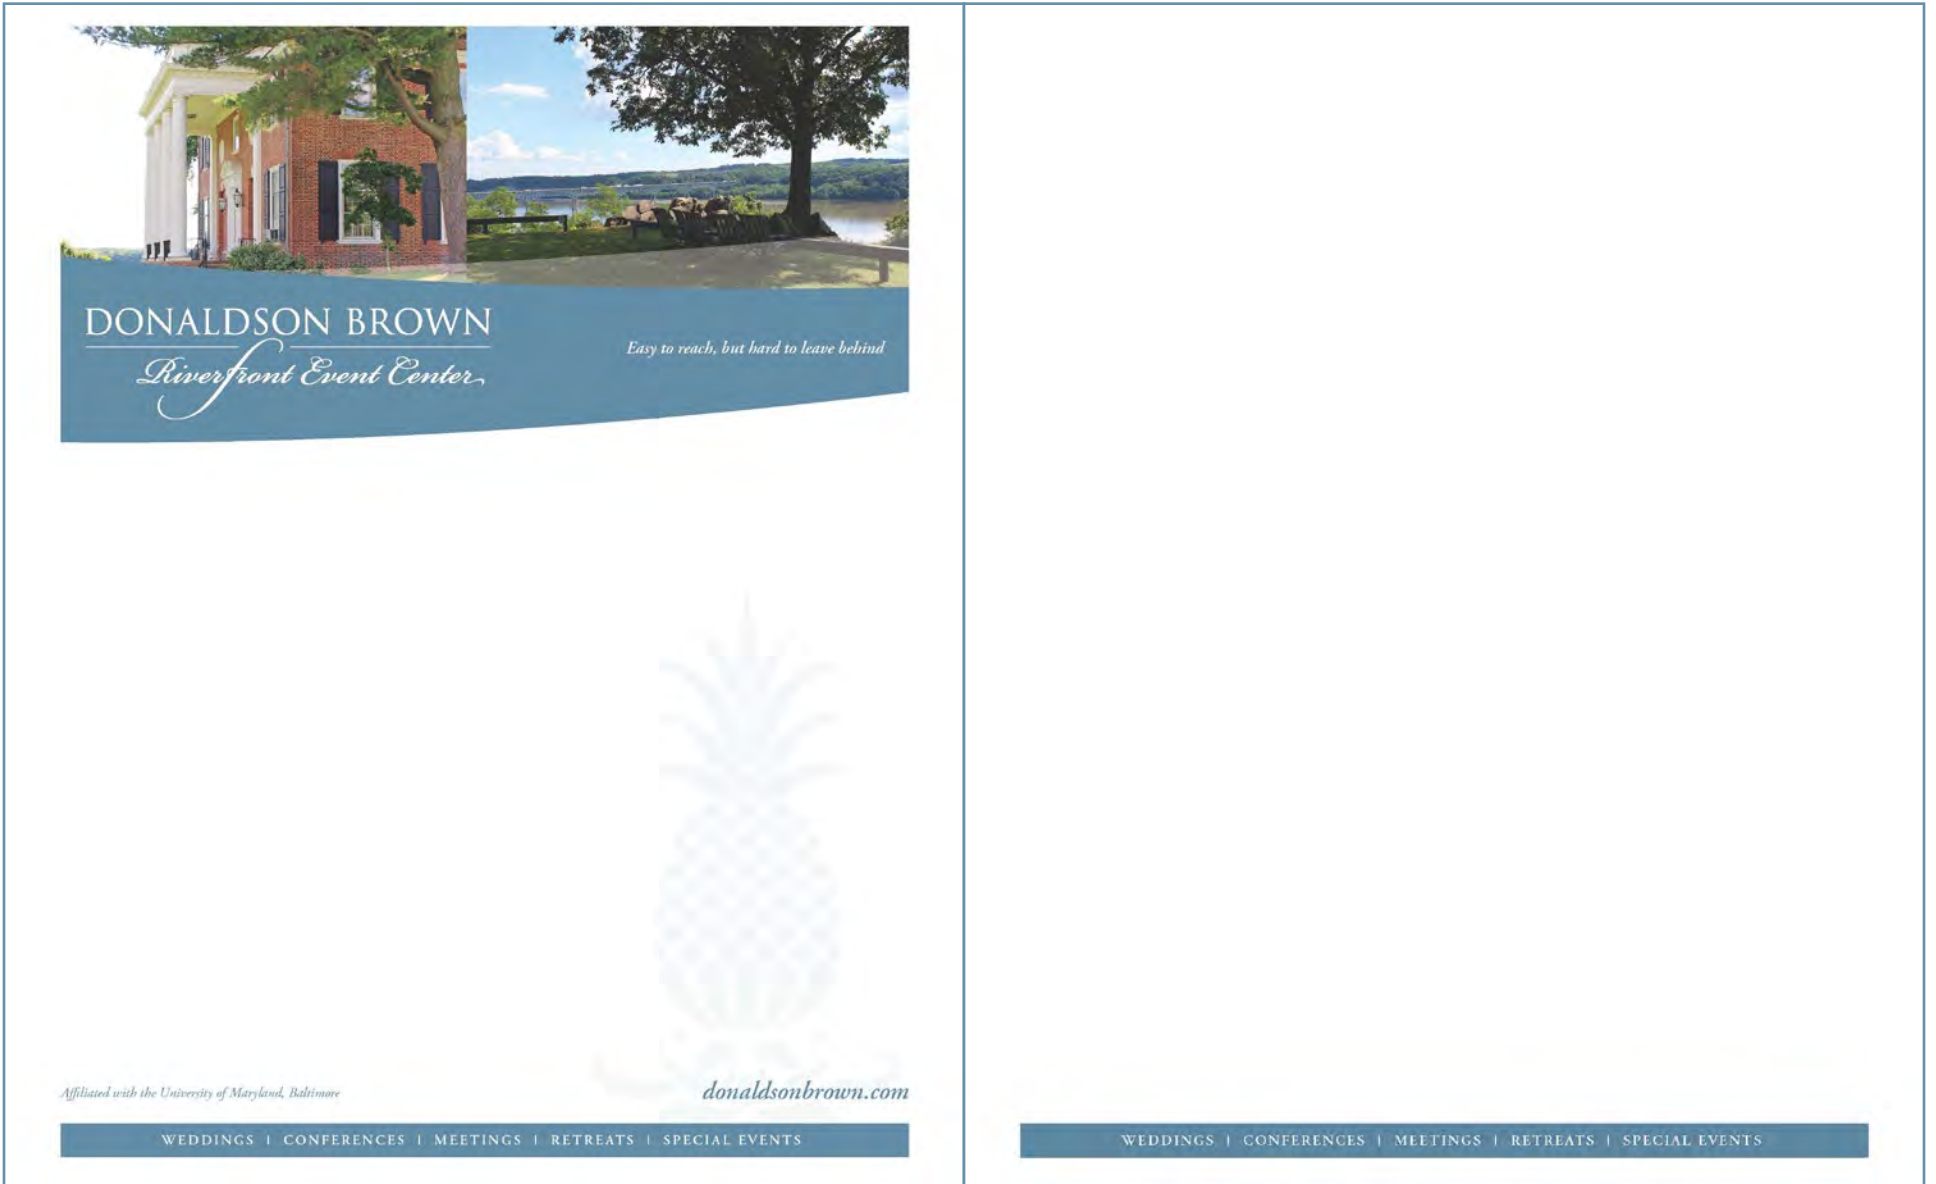 DONALDSON BROWN
Riverfront Event Center
Easy to reach, but hard to leave behind
Affiliated with the University of Maryland, Baltimore
donaldsonbrown.com
WEDDINGS | CONFERENCES | MEETINGS | RETREATS | SPECIAL EVENTS
WEDDINGS | CONFERENCES | MEETINGS | RETREATS | SPECIAL EVENTS